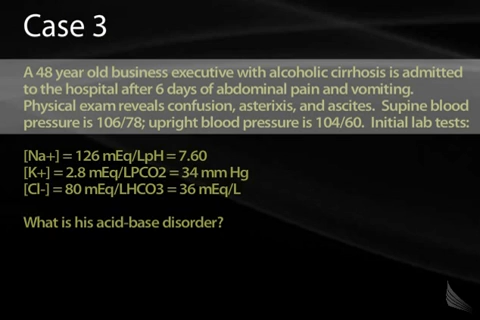 Case 3
A 48 year old business executive with alcoholic cirrhosis is admitted
to the hospital after 6 days of abdominal pain and vomiting.
Physical exam reveals confusion, asterixis, and ascites.  Supine blood
pressure is 106/78; upright blood pressure is 104/60.  Initial lab tests:
[Na+] = 126 mEq/LpH = 7.60
[K+] = 2.8 mEq/LPCO2 = 34 mm Hg
[Cl-] = 80 mEq/LHCO3 = 36 mEq/L
What is his acid-base disorder?